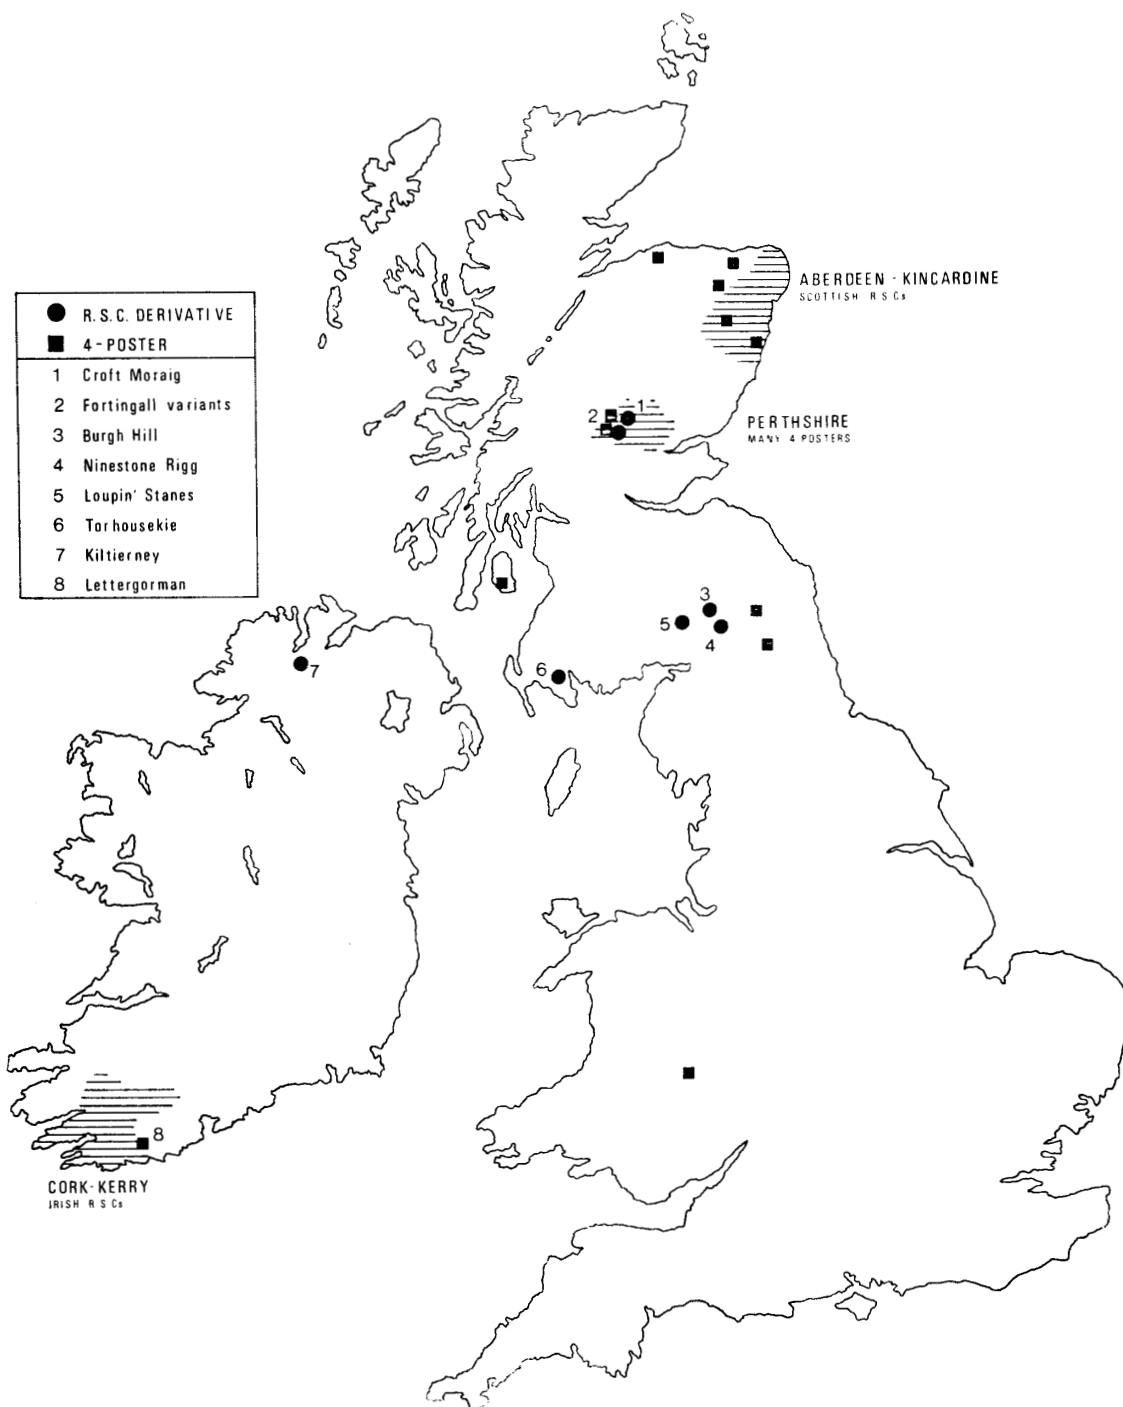 R.S.C. DERIVATIVE
4-POSTER
1 Croft Moraig
2 Fortingall variants
3 Burgh Hill
4 Ninestone Rigg
5 Loupin' Stanes
6 Torhousekie
7 Kiltierney
8 Lettergorman
ABERDEEN - KINCARDINE
SCOTTISH R.S.Cs
1
2
PERTHSHIRE
MANY 4 POSTERS
3
5
4
6
7
8
CORK-KERRY
IRISH R S Cs